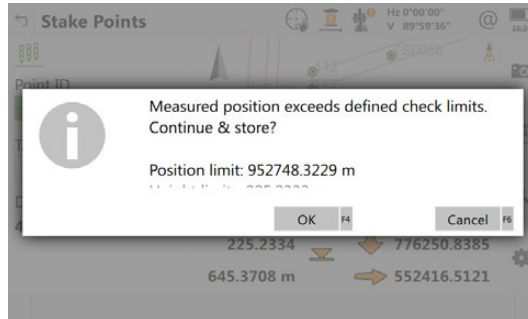 Stake Points
Hz 0°00'00"
V 89°59'36"
@
Point ID
Measured position exceeds defined check limits.
Continue & store?
Position limit: 952748.3229 m
OK F4
Cancel F6
225.2334
776250.8385
645.3708 m
552416.5121